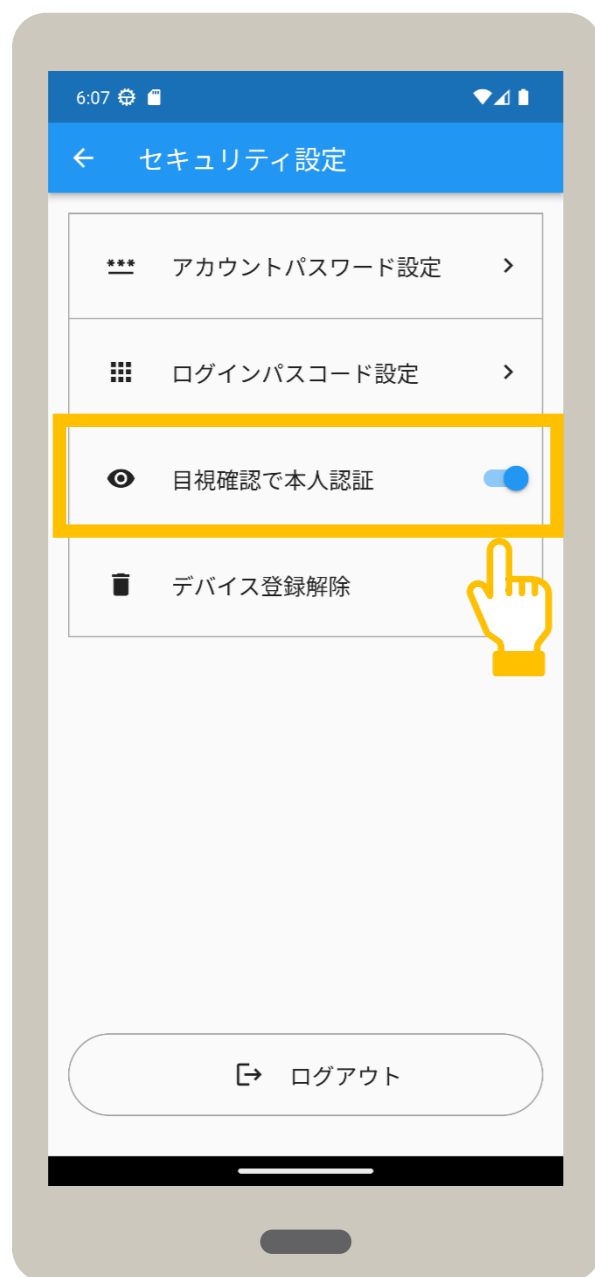 6:07
セキュリティ設定
アカウントパスワード設定
ログインパスコード設定
目視確認で本人認証
デバイス登録解除
ログアウト